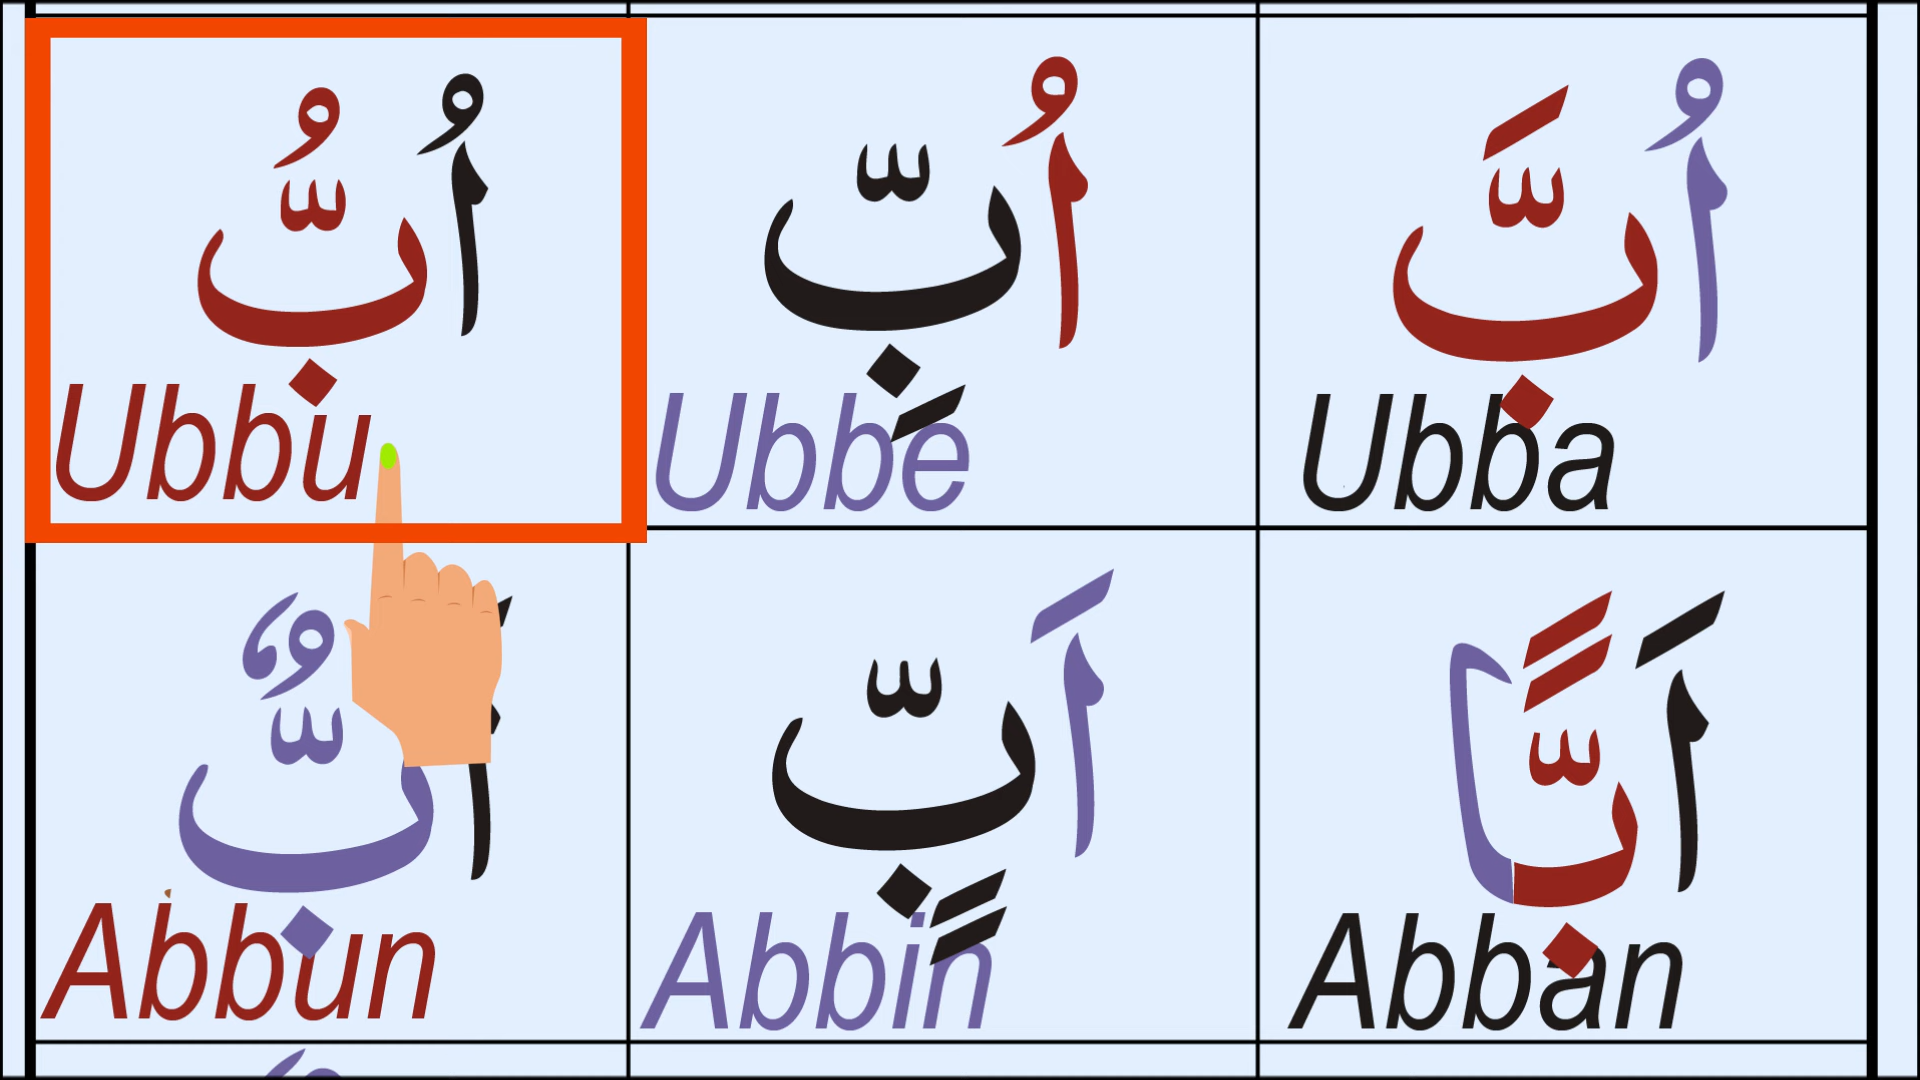 اُبَّ اُبِّ اُبُّ
Ubba Ubbe Ubbu
اَبًّا اَبٍّ اَبٌّ
Abban Abbin Abbun